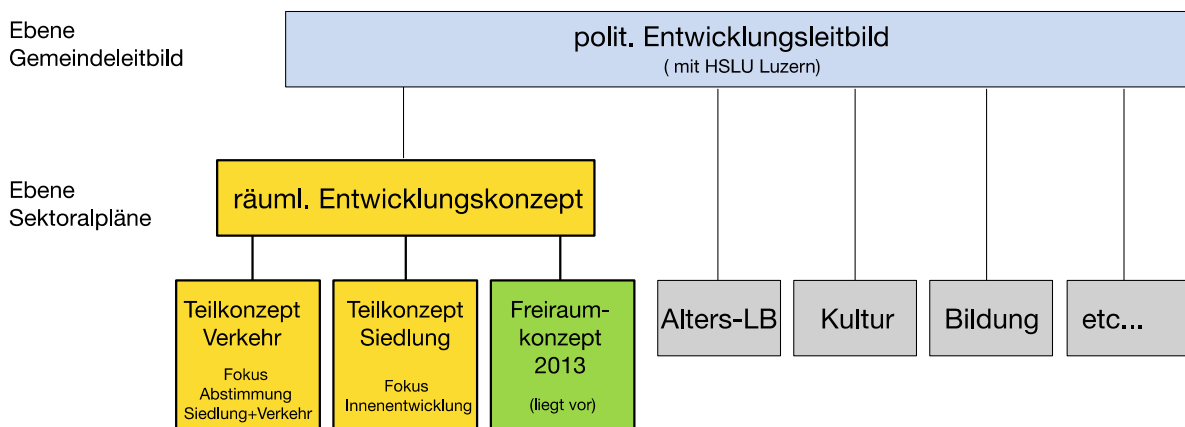 Ebene
Gemeindeleitbild
polit. Entwicklungsleitbild
( mit HSLU Luzern)
Ebene
Sektoralpläne
räuml. Entwicklungskonzept
Teilkonzept
Verkehr
Fokus
Abstimmung
Siedlung+Verkehr
Teilkonzept
Siedlung
Fokus
Innenentwicklung
Freiraum-
konzept
2013
(liegt vor)
Alters-LB
Kultur
Bildung
etc...